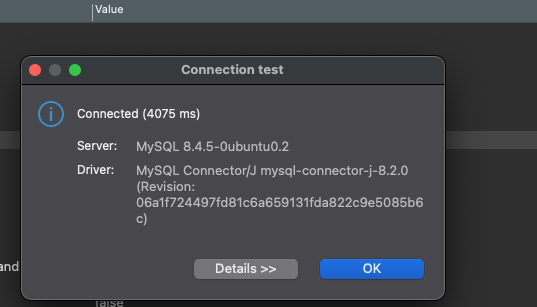 Value
Connection test
Connected (4075 ms)
Server: MySQL 8.4.5-0ubuntu0.2
Driver: MySQL Connector/J mysql-connector-j-8.2.0
(Revision:
06a1f724497fd81c6a659131fda822c9e5085b6
c)
and
Details >>
OK
false